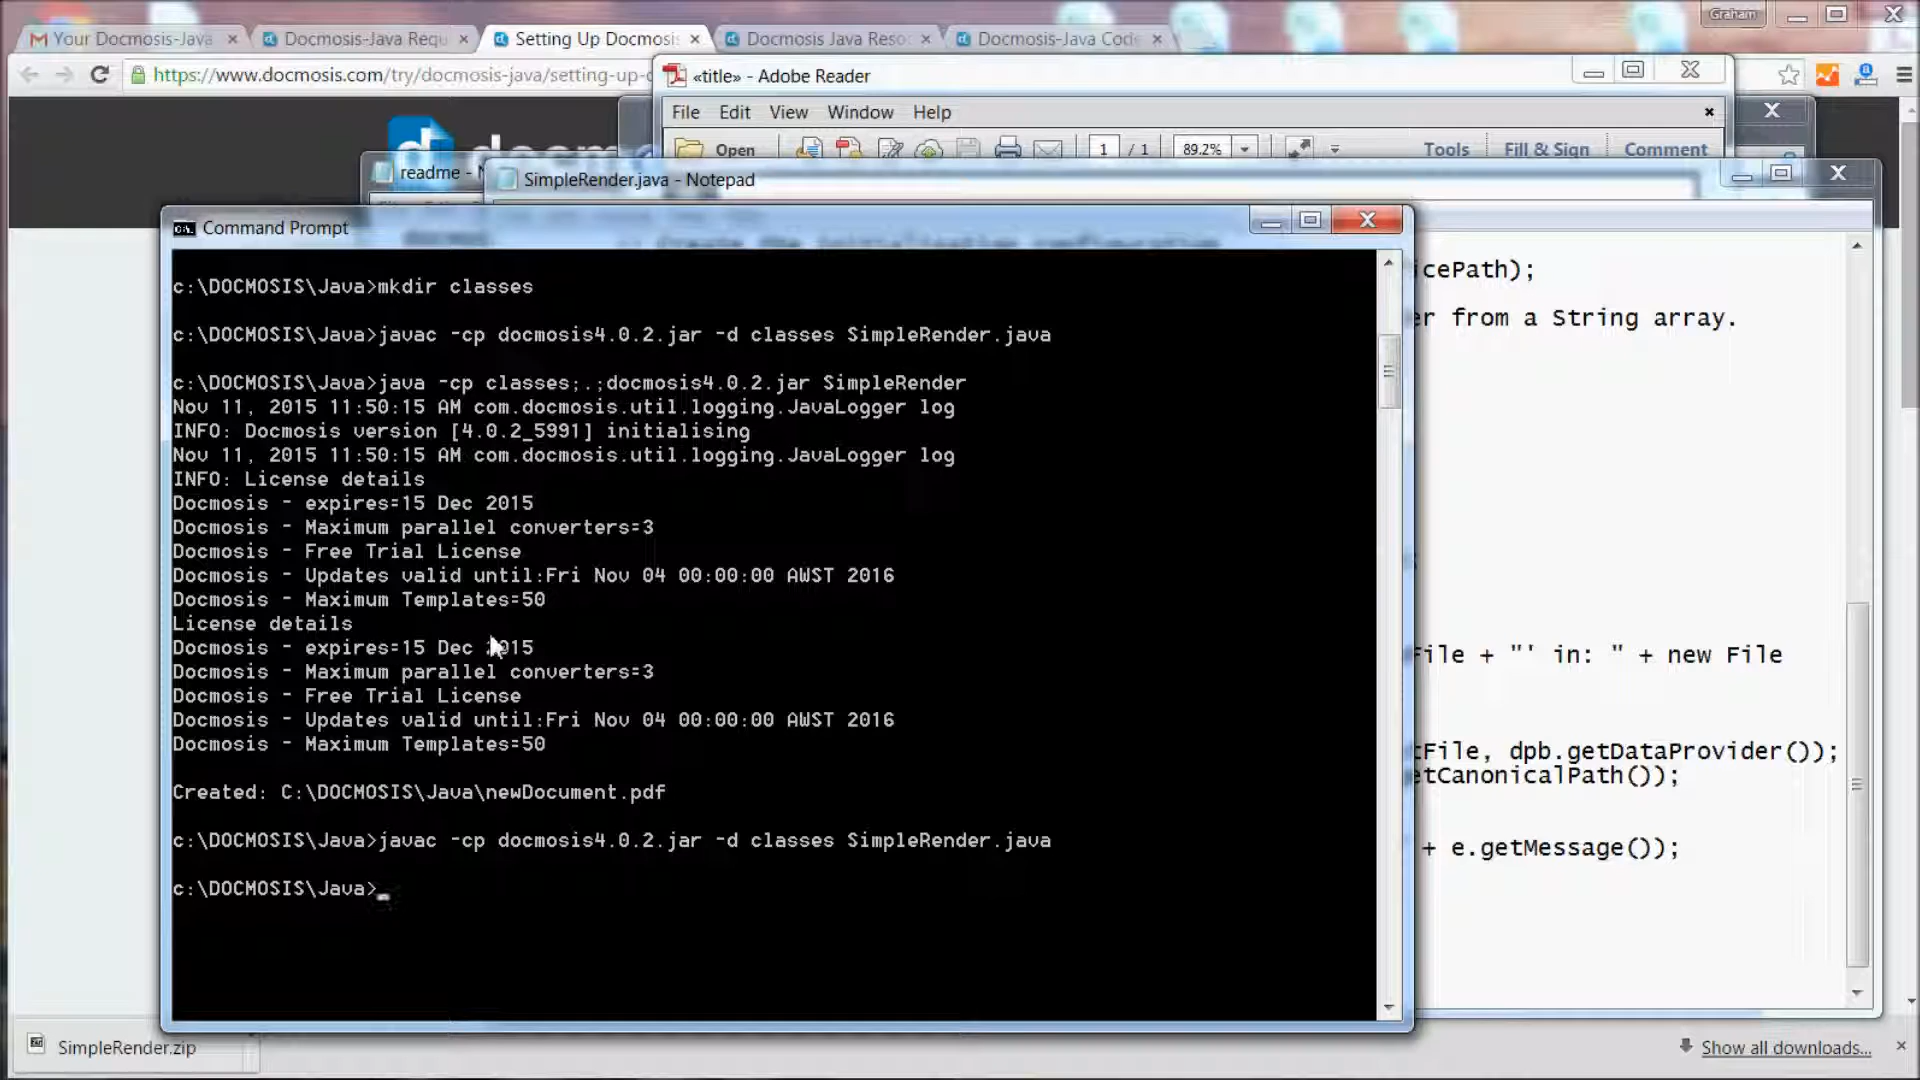 Graham
Your Docmosis-Java
Docmosis-Java Requ
Setting Up Docmosis
Docmosis Java Reso
Docmosis-Java Code
https://www.docmosis.com/try/docmosis-java/setting-up-
«title» - Adobe Reader
File Edit View Window Help
Open
1 / 1
89.2%
Tools
Fill & Sign
Comment
readme -
SimpleRender.java - Notepad
Command Prompt
// Create the initialisation configuration
cePath);
er from a String array.
File + "' in: " + new File
tFile, dpb.getDataProvider());
etCanonicalPath());
+ e.getMessage());
c:\DOCMOSIS\Java>mkdir classes
c:\DOCMOSIS\Java>javac -cp docmosis4.0.2.jar -d classes SimpleRender.java
c:\DOCMOSIS\Java>java -cp classes;.;docmosis4.0.2.jar SimpleRender
Nov 11, 2015 11:50:15 AM com.docmosis.util.logging.JavaLogger log
INFO: Docmosis version [4.0.2_5991] initialising
Nov 11, 2015 11:50:15 AM com.docmosis.util.logging.JavaLogger log
INFO: License details
Docmosis - expires=15 Dec 2015
Docmosis - Maximum parallel converters=3
Docmosis - Free Trial License
Docmosis - Updates valid until:Fri Nov 04 00:00:00 AWST 2016
Docmosis - Maximum Templates=50
License details
Docmosis - expires=15 Dec 2015
Docmosis - Maximum parallel converters=3
Docmosis - Free Trial License
Docmosis - Updates valid until:Fri Nov 04 00:00:00 AWST 2016
Docmosis - Maximum Templates=50
Created: C:\DOCMOSIS\Java\newDocument.pdf
c:\DOCMOSIS\Java>javac -cp docmosis4.0.2.jar -d classes SimpleRender.java
c:\DOCMOSIS\Java>
SimpleRender.zip
Show all downloads...